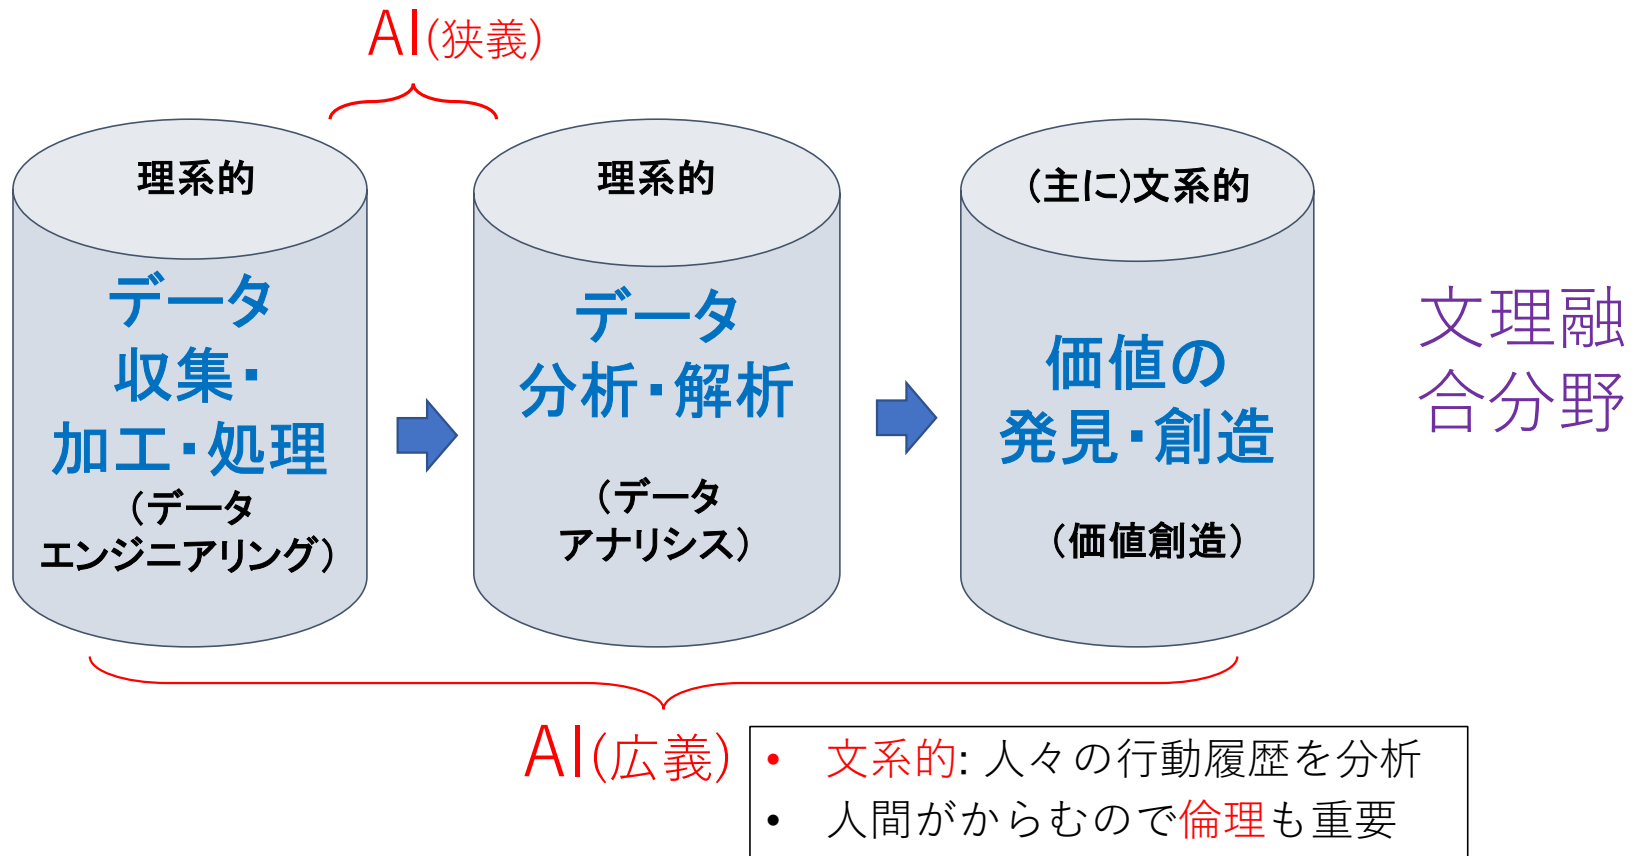 AI(狭義)
理系的
データ
収集・
加工・処理
(データ
エンジニアリング)
理系的
データ
分析・解析
(データ
アナリシス)
(主に)文系的
価値の
発見・創造
(価値創造)
文理融
合分野
AI(広義)
• 文系的: 人々の行動履歴を分析
• 人間がからむので倫理も重要